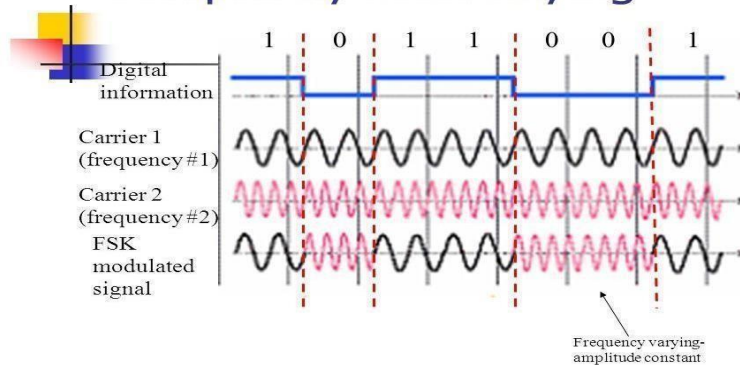 1 0 1 1 0 0 1
Digital
information
Carrier 1
(frequency #1)
Carrier 2
(frequency #2)
FSK
modulated
signal
Frequency varying-
amplitude constant